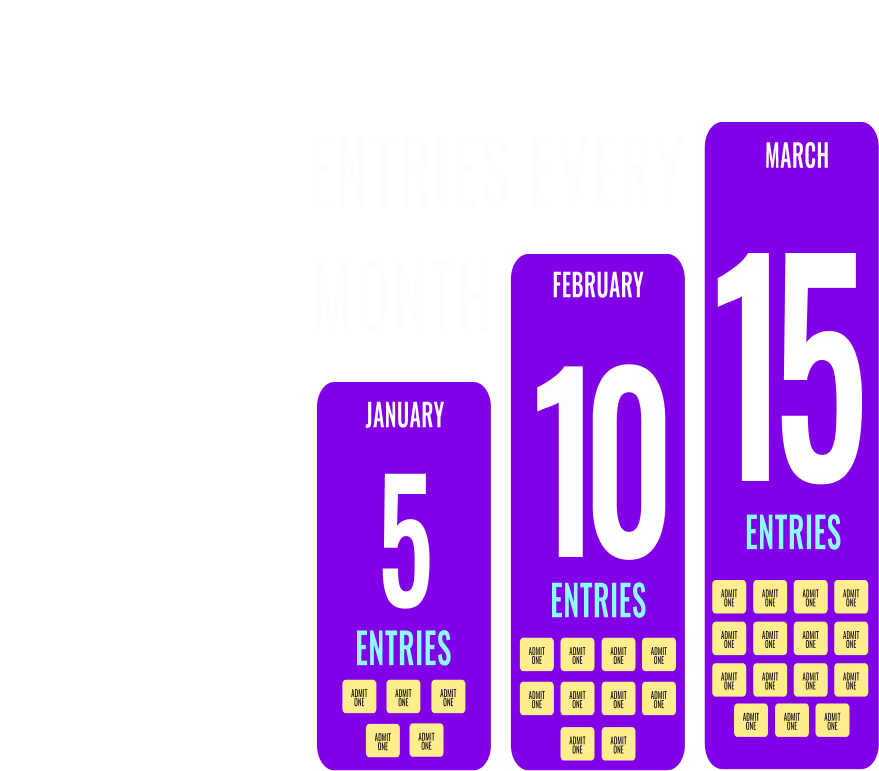 ENTRIES EVERY
MONTH
JANUARY
5
ENTRIES
ADMIT ONE ADMIT ONE ADMIT ONE
ADMIT ONE ADMIT ONE
FEBRUARY
10
ENTRIES
ADMIT ONE ADMIT ONE ADMIT ONE ADMIT ONE
ADMIT ONE ADMIT ONE ADMIT ONE ADMIT ONE
ADMIT ONE ADMIT ONE
MARCH
15
ENTRIES
ADMIT ONE ADMIT ONE ADMIT ONE ADMIT ONE
ADMIT ONE ADMIT ONE ADMIT ONE ADMIT ONE
ADMIT ONE ADMIT ONE ADMIT ONE ADMIT ONE
ADMIT ONE ADMIT ONE ADMIT ONE